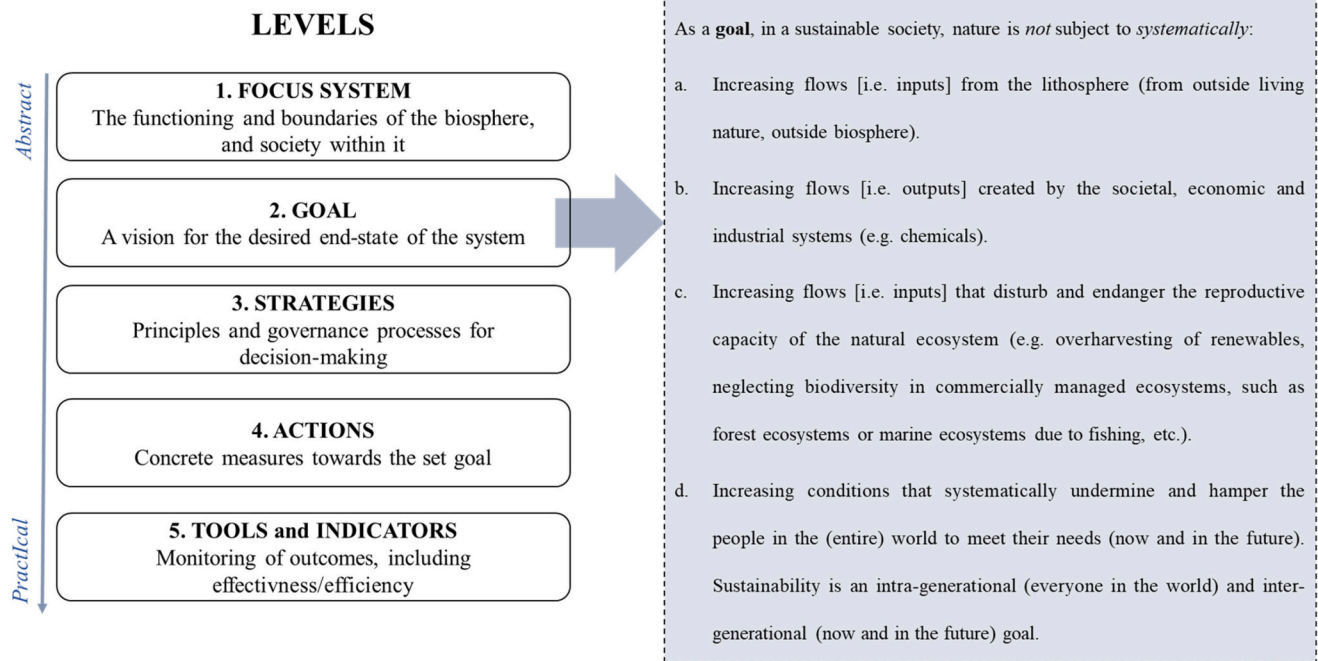 LEVELS
Abstract
1. FOCUS SYSTEM
The functioning and boundaries of the biosphere,
and society within it
2. GOAL
A vision for the desired end-state of the system
3. STRATEGIES
Principles and governance processes for
decision-making
4. ACTIONS
Concrete measures towards the set goal
5. TOOLS and INDICATORS
Monitoring of outcomes, including
effectivness/efficiency
PractIcal
As a goal, in a sustainable society, nature is not subject to systematically:
a. Increasing flows [i.e. inputs] from the lithosphere (from outside living
nature, outside biosphere).
b. Increasing flows [i.e. outputs] created by the societal, economic and
industrial systems (e.g. chemicals).
c. Increasing flows [i.e. inputs] that disturb and endanger the reproductive
capacity of the natural ecosystem (e.g. overharvesting of renewables,
neglecting biodiversity in commercially managed ecosystems, such as
forest ecosystems or marine ecosystems due to fishing, etc.).
d. Increasing conditions that systematically undermine and hamper the
people in the (entire) world to meet their needs (now and in the future).
Sustainability is an intra-generational (everyone in the world) and inter-
generational (now and in the future) goal.